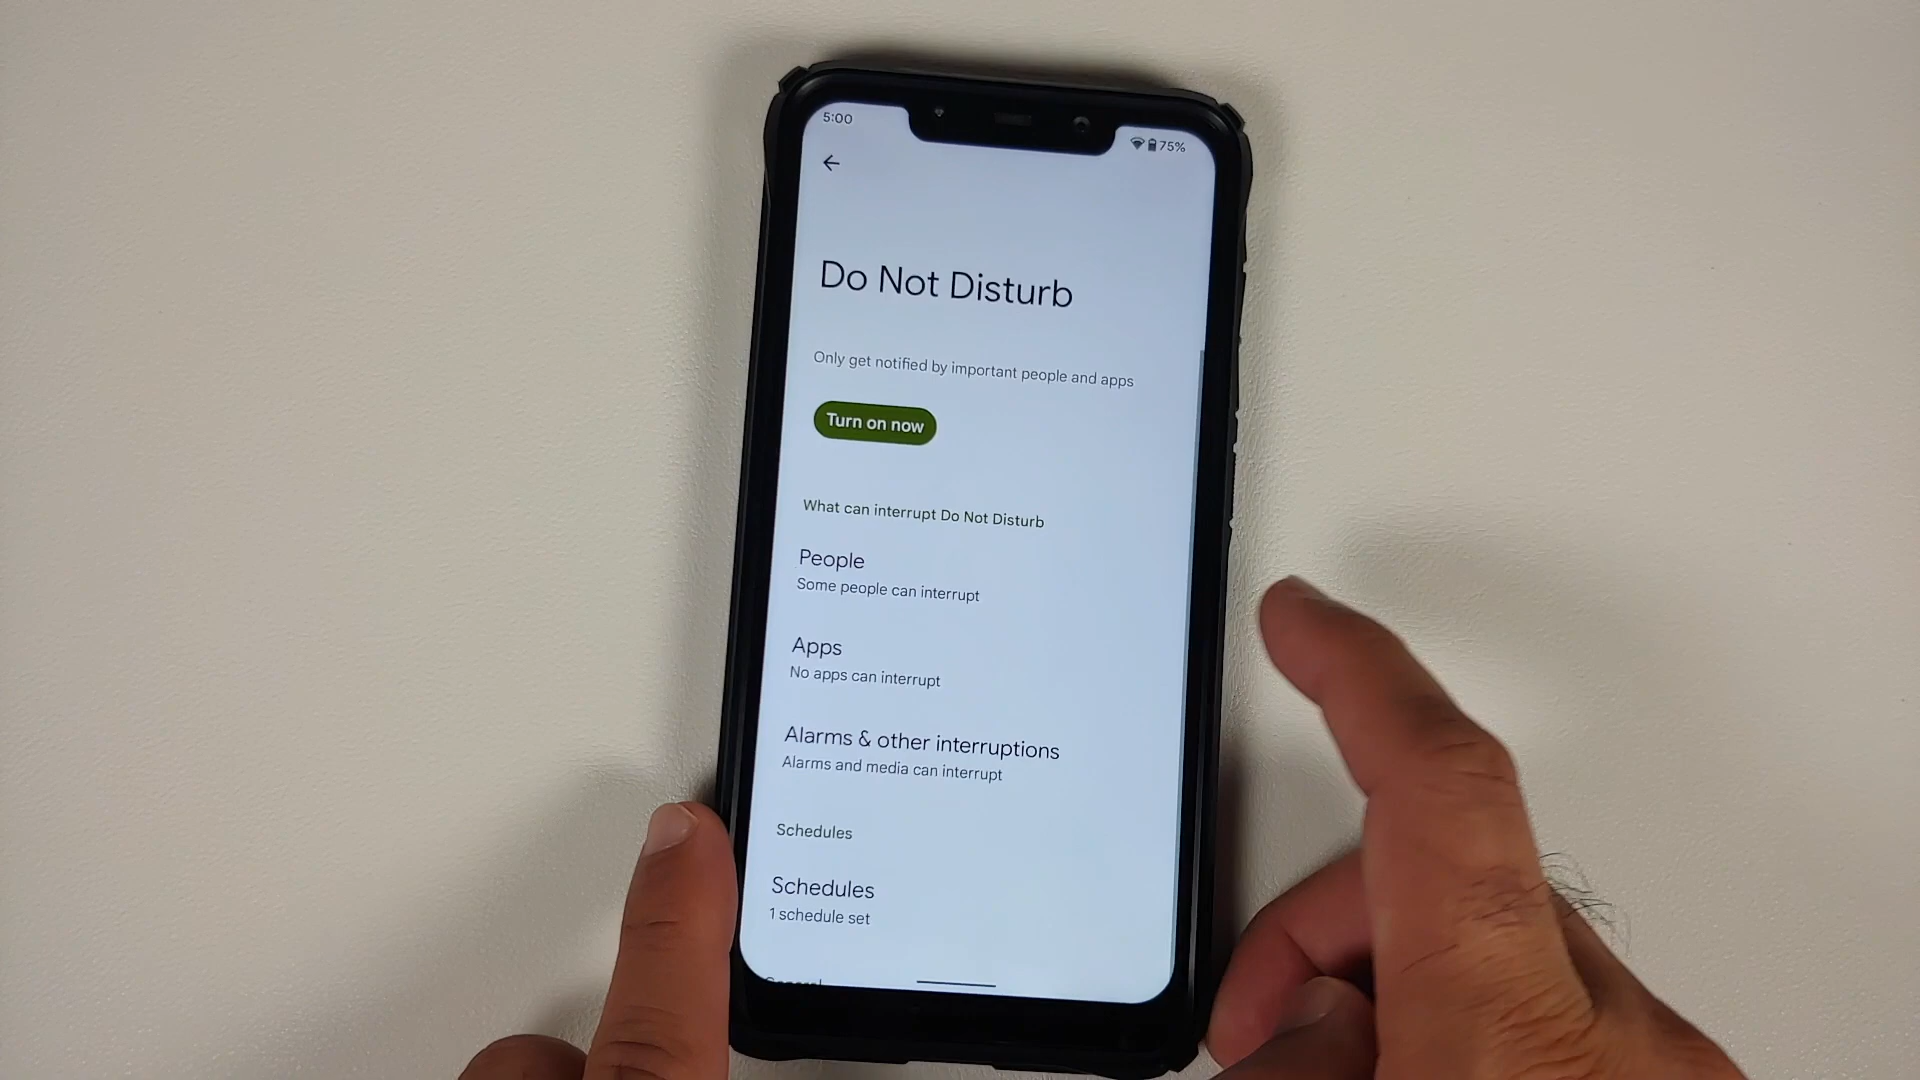 5:00
75%
Do Not Disturb
Only get notified by important people and apps
Turn on now
What can interrupt Do Not Disturb
People
Some people can interrupt
Apps
No apps can interrupt
Alarms & other interruptions
Alarms and media can interrupt
Schedules
Schedules
1 schedule set